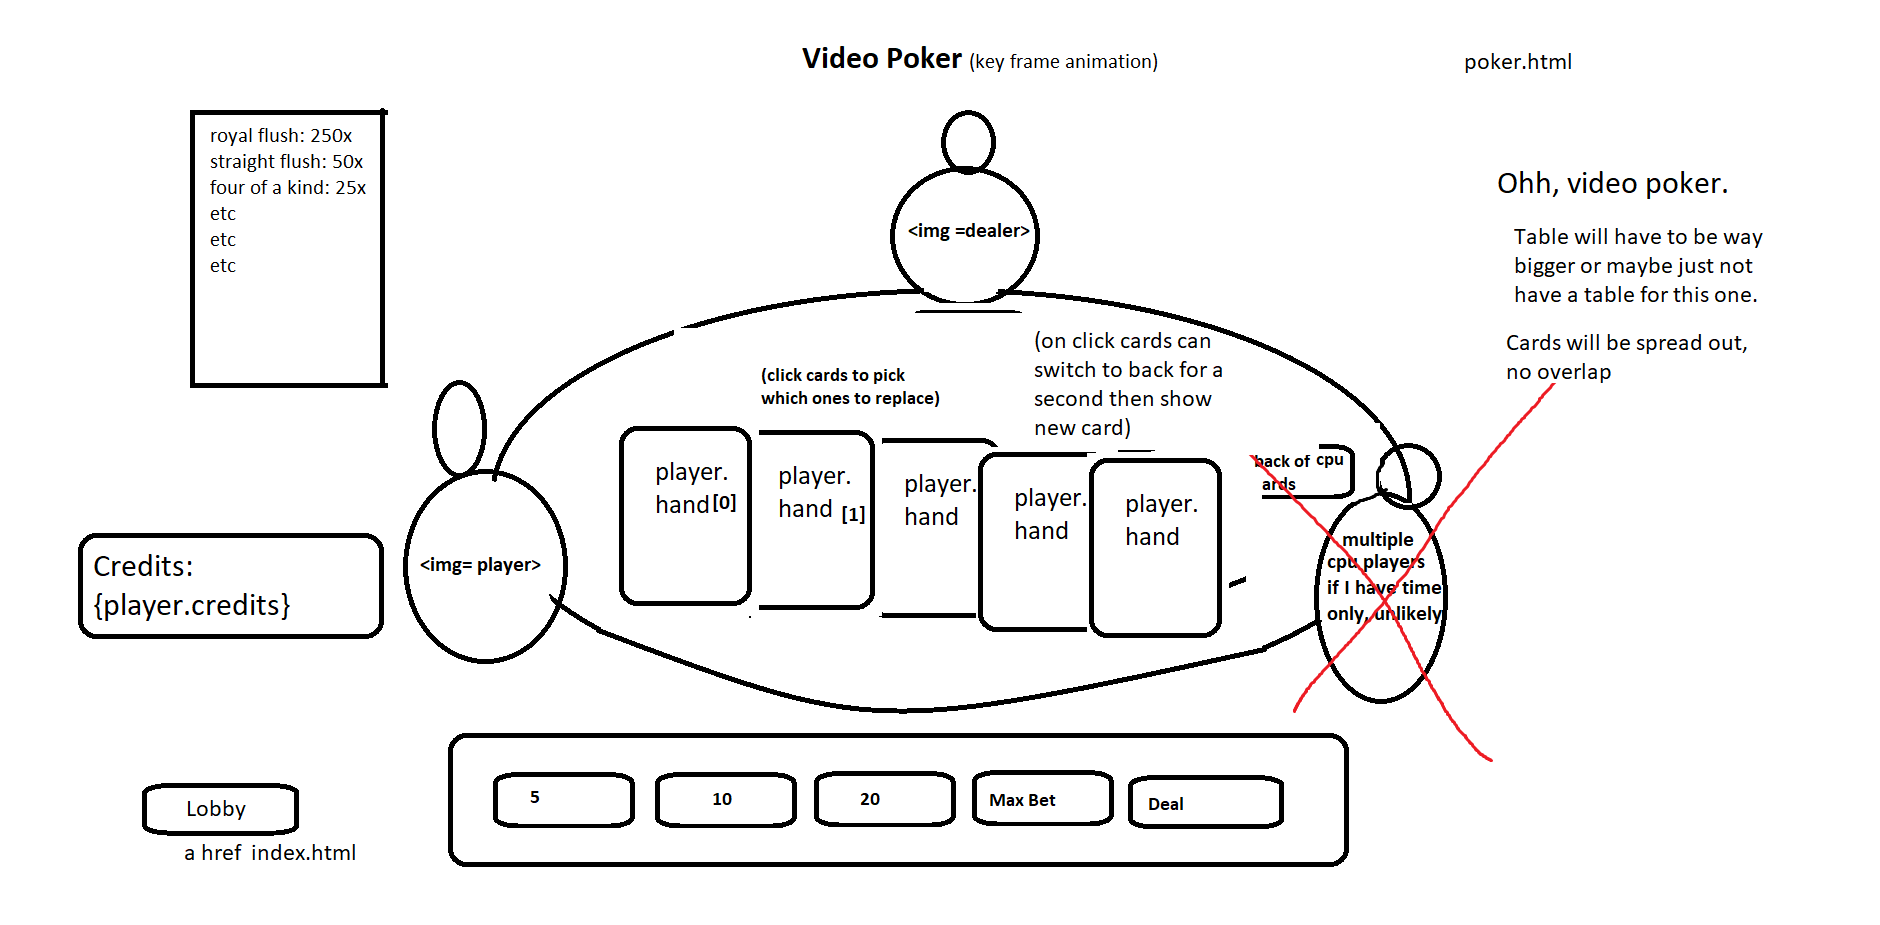 Video Poker (key frame animation)
poker.html
royal flush: 250x
straight flush: 50x
four of a kind: 25x
etc
etc
etc
<img =dealer>
Ohh, video poker.
Table will have to be way
bigger or maybe just not
have a table for this one.
Cards will be spread out,
no overlap
(on click cards can
switch to back for a
second then show
new card)
(click cards to pick
which ones to replace)
player.
hand[0]
player.
hand [1]
player.
hand
player.
hand
player.
hand
back of cpu
ards
multiple
cpu players
if I have time
only, unlikely
<img= player>
Credits:
{player.credits}
5
10
20
Max Bet
Deal
Lobby
a href index.html